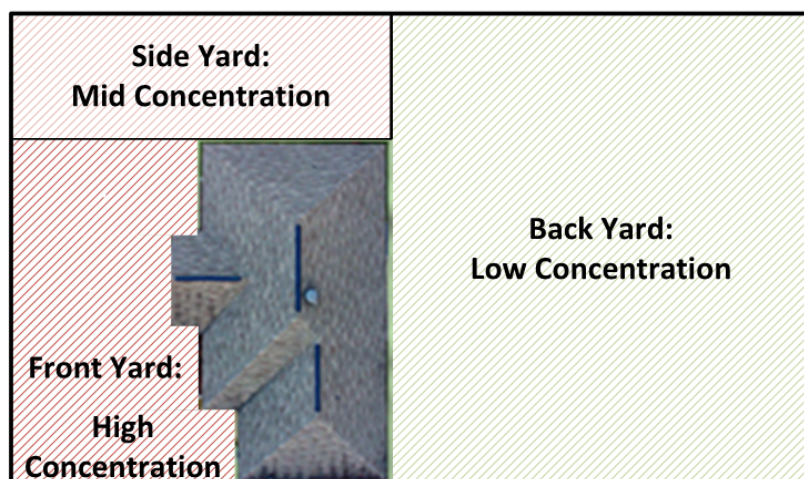 Side Yard:
Mid Concentration
Back Yard:
Low Concentration
Front Yard:
High
Concentration